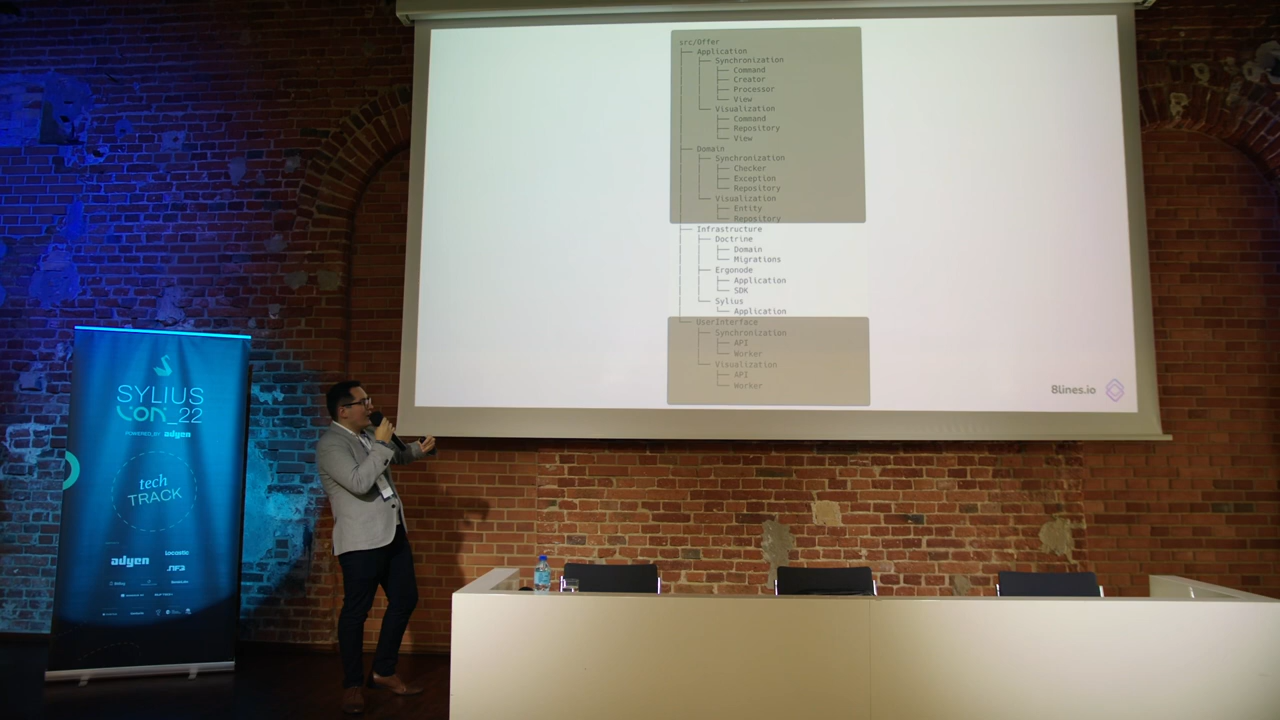 src/Offer
├── Application
│   ├── Synchronization
│   │   ├── Command
│   │   ├── Creator
│   │   ├── Processor
│   │   └── View
│   └── Visualization
│       ├── Command
│       ├── Repository
│       └── View
├── Domain
│   ├── Synchronization
│   │   ├── Checker
│   │   ├── Exception
│   │   └── Repository
│   └── Visualization
│       ├── Entity
│       └── Repository
├── Infrastructure
│   ├── Doctrine
│   │   ├── Domain
│   │   └── Migrations
│   ├── Ergonode
│   │   ├── Application
│   │   └── SDK
│   └── Sylius
│       └── Application
└── UserInterface
    ├── Synchronization
    │   ├── API
    │   └── Worker
    └── Visualization
        ├── API
        └── Worker
8lines.io
SYLIUS
CON_22
POWERED BY adyen
tech
TRACK
adyen
locastic